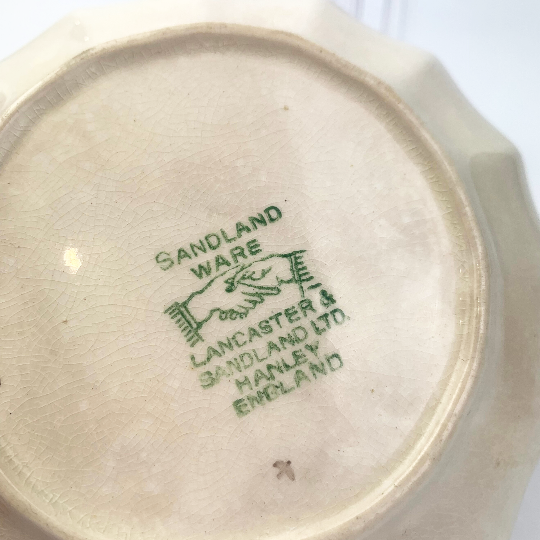 SANDLAND
WARE
LANCASTER &
SANDLAND LTD.
HANLEY
ENGLAND